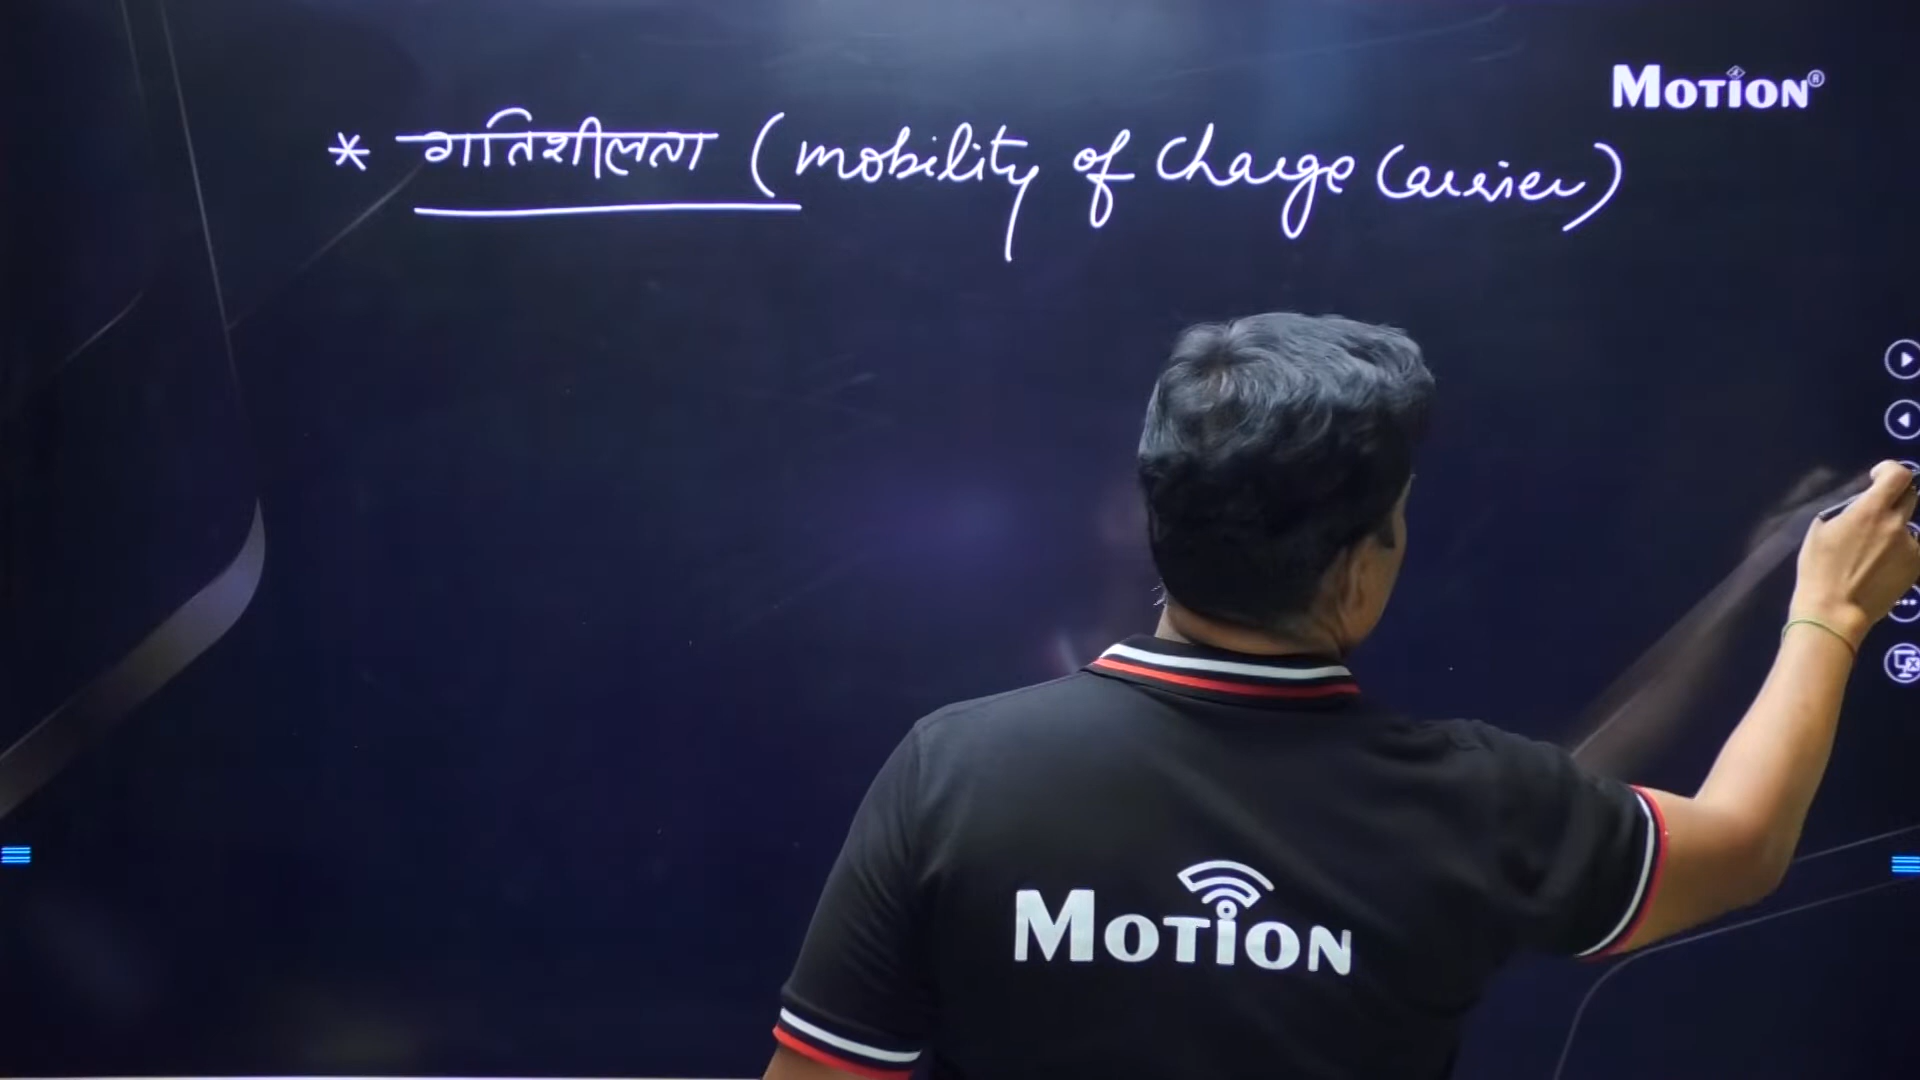 MOTION®
* गतिशीलता (mobility of Charge Carrier)
MOTION